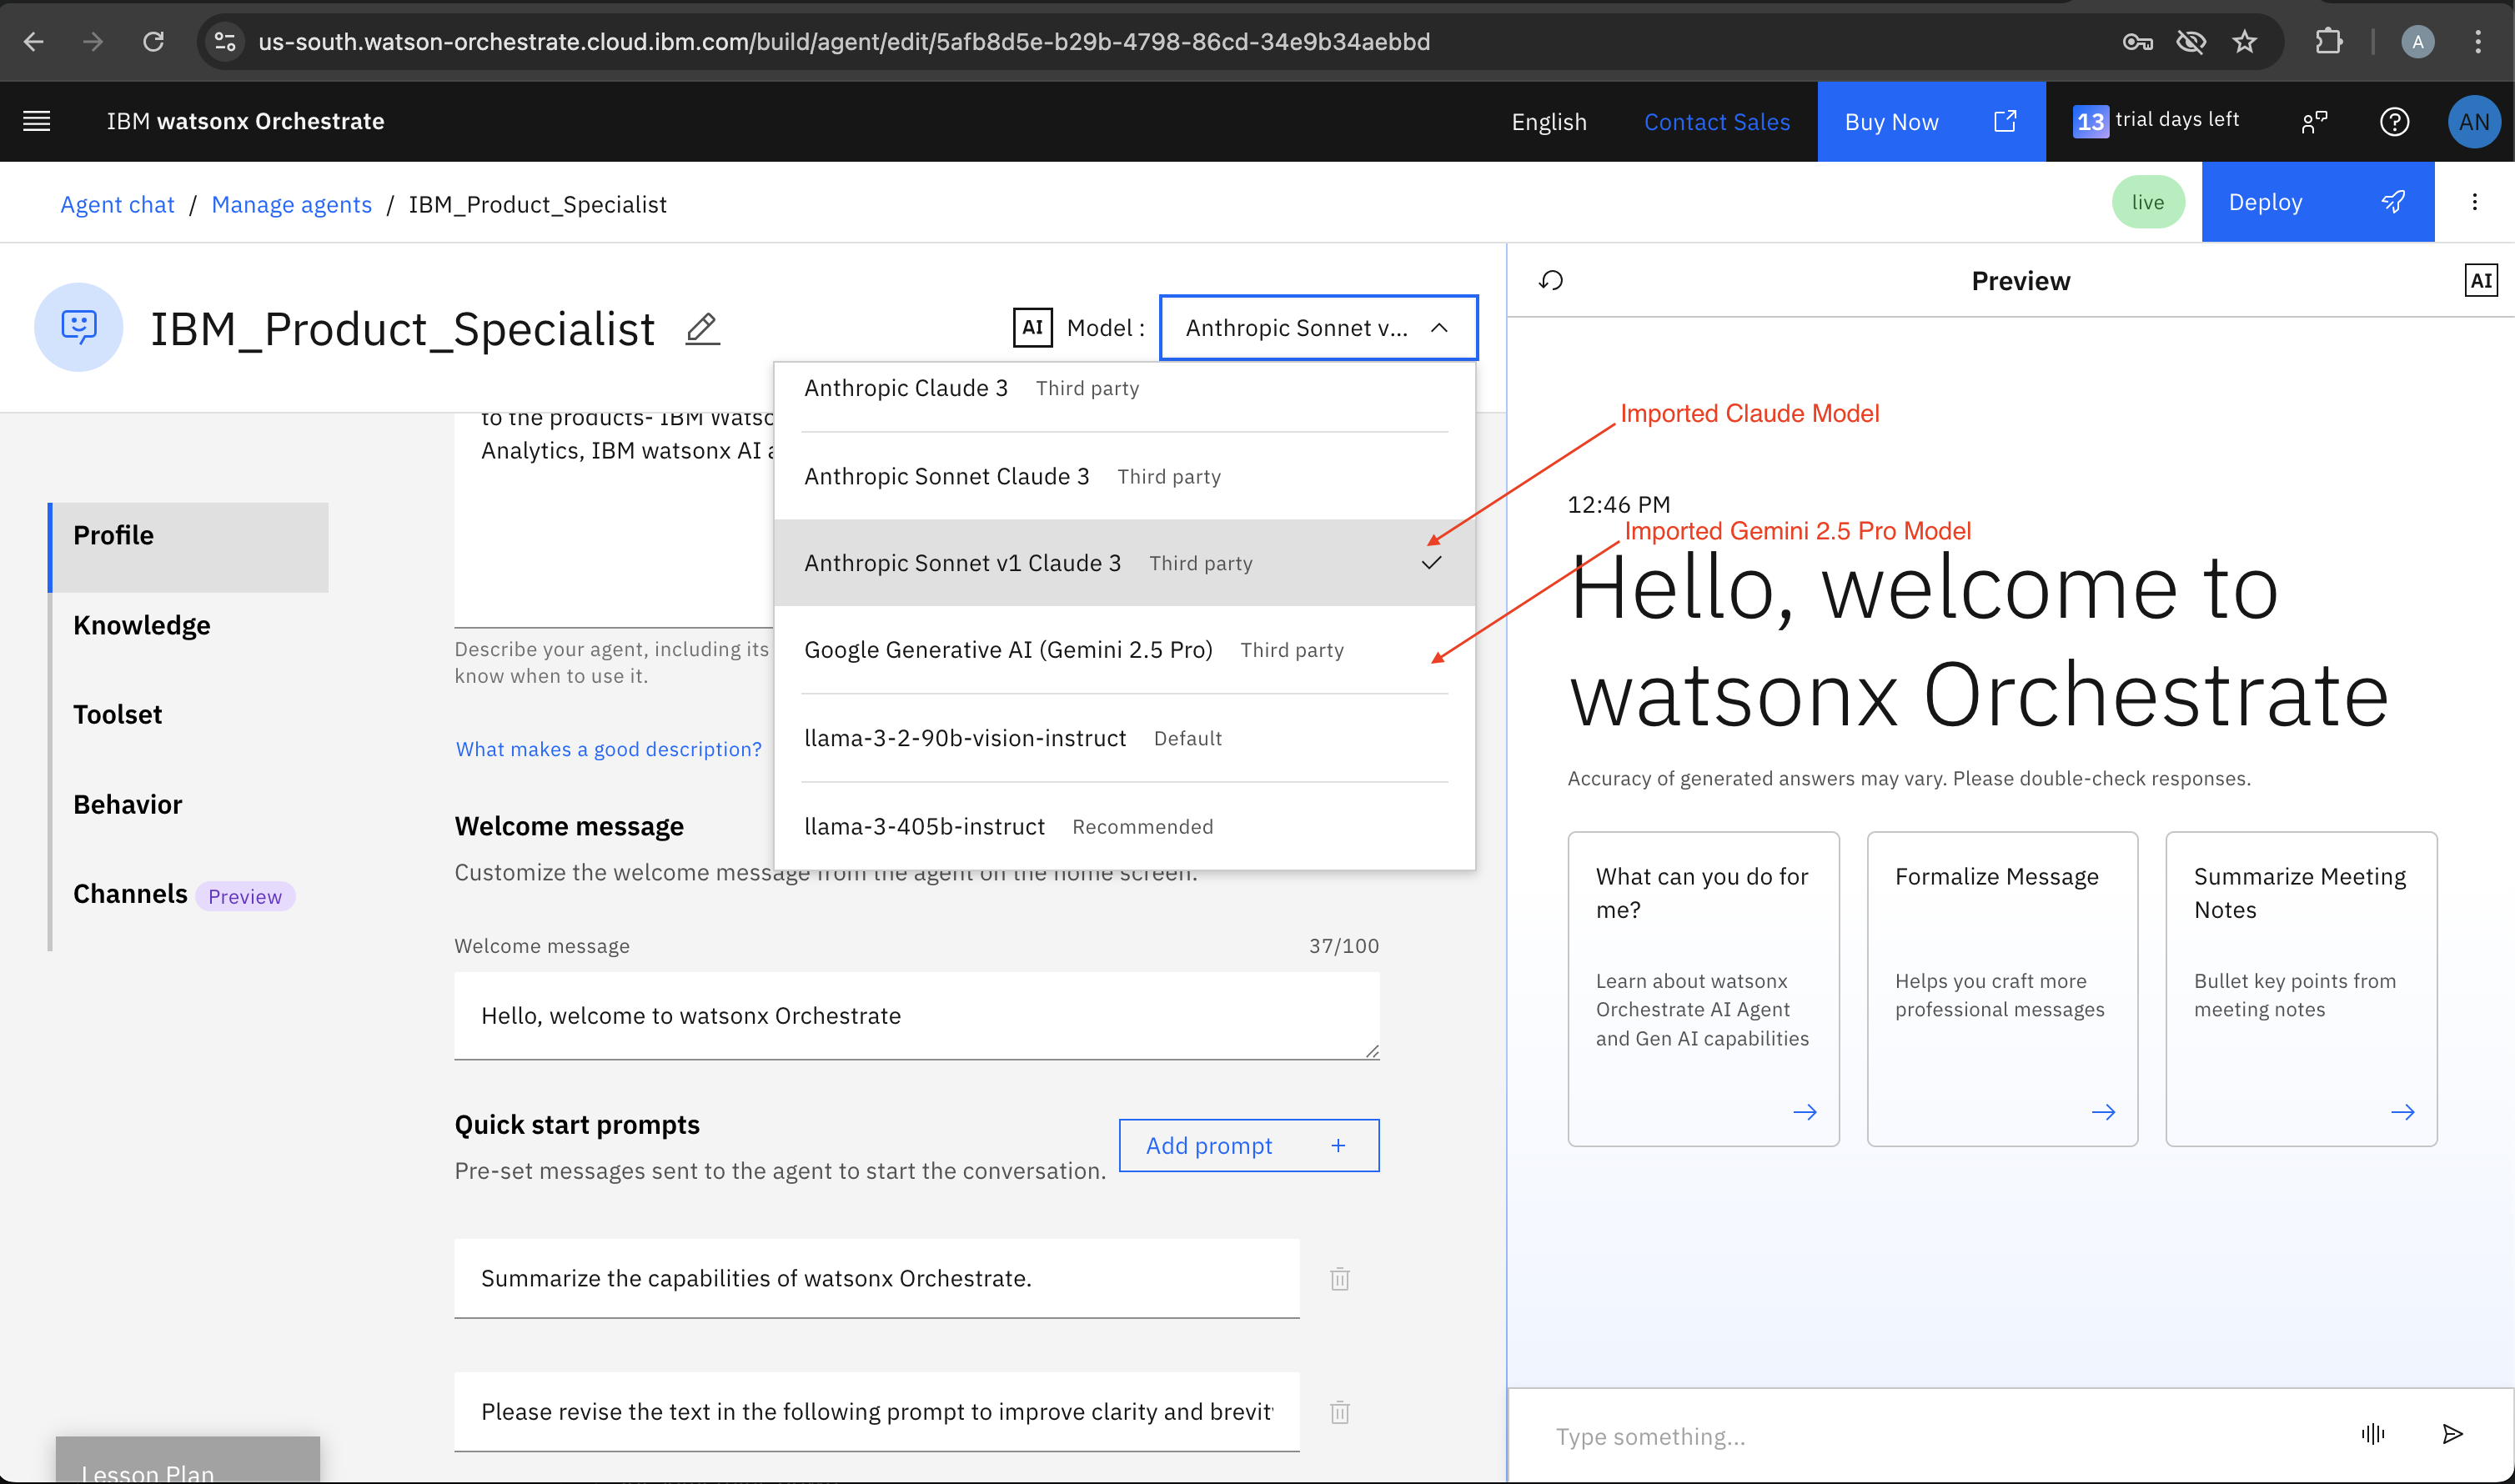 us-south.watson-orchestrate.cloud.ibm.com/build/agent/edit/5afb8d5e-b29b-4798-86cd-34e9b34aebbd
A
IBM watsonx Orchestrate
English
Contact Sales
Buy Now
13 trial days left
AN
Agent chat / Manage agents / IBM_Product_Specialist
live
Deploy
IBM_Product_Specialist
AI Model :
Anthropic Sonnet v...
Preview
AI
to the products- IBM Watso
Analytics, IBM watsonx AI a
Anthropic Claude 3 Third party
Anthropic Sonnet Claude 3 Third party
Anthropic Sonnet v1 Claude 3 Third party
Google Generative AI (Gemini 2.5 Pro) Third party
llama-3-2-90b-vision-instruct Default
llama-3-405b-instruct Recommended
Imported Claude Model
Imported Gemini 2.5 Pro Model
Profile
Knowledge
Toolset
Behavior
Channels Preview
Describe your agent, including its
know when to use it.
What makes a good description?
Welcome message
Customize the welcome message from the agent on the home screen.
Welcome message
37/100
Hello, welcome to watsonx Orchestrate
Quick start prompts
Pre-set messages sent to the agent to start the conversation.
Add prompt +
Summarize the capabilities of watsonx Orchestrate.
Please revise the text in the following prompt to improve clarity and brevit
Lesson Plan
12:46 PM
Hello, welcome to
watsonx Orchestrate
Accuracy of generated answers may vary. Please double-check responses.
What can you do for
me?
Learn about watsonx
Orchestrate AI Agent
and Gen AI capabilities
Formalize Message
Helps you craft more
professional messages
Summarize Meeting
Notes
Bullet key points from
meeting notes
Type something...